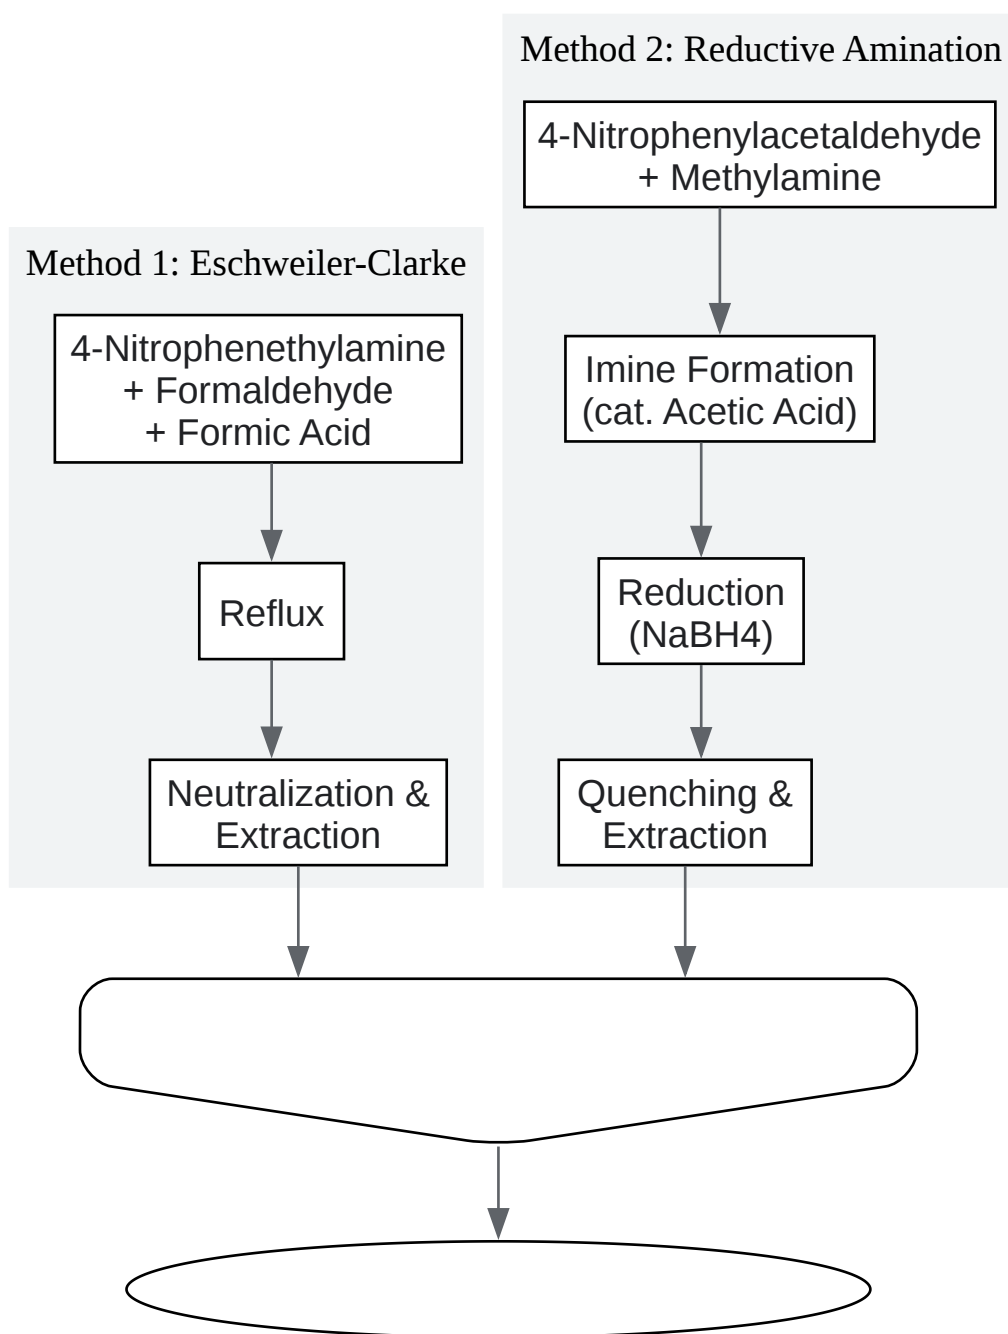 Method 2: Reductive Amination
4-Nitrophenylacetaldehyde
+ Methylamine
Method 1: Eschweiler-Clarke
4-Nitrophenethylamine
+ Formaldehyde
+ Formic Acid
Imine Formation
(cat. Acetic Acid)
Reflux
Reduction
(NaBH4)
Neutralization &
Extraction
Quenching &
Extraction